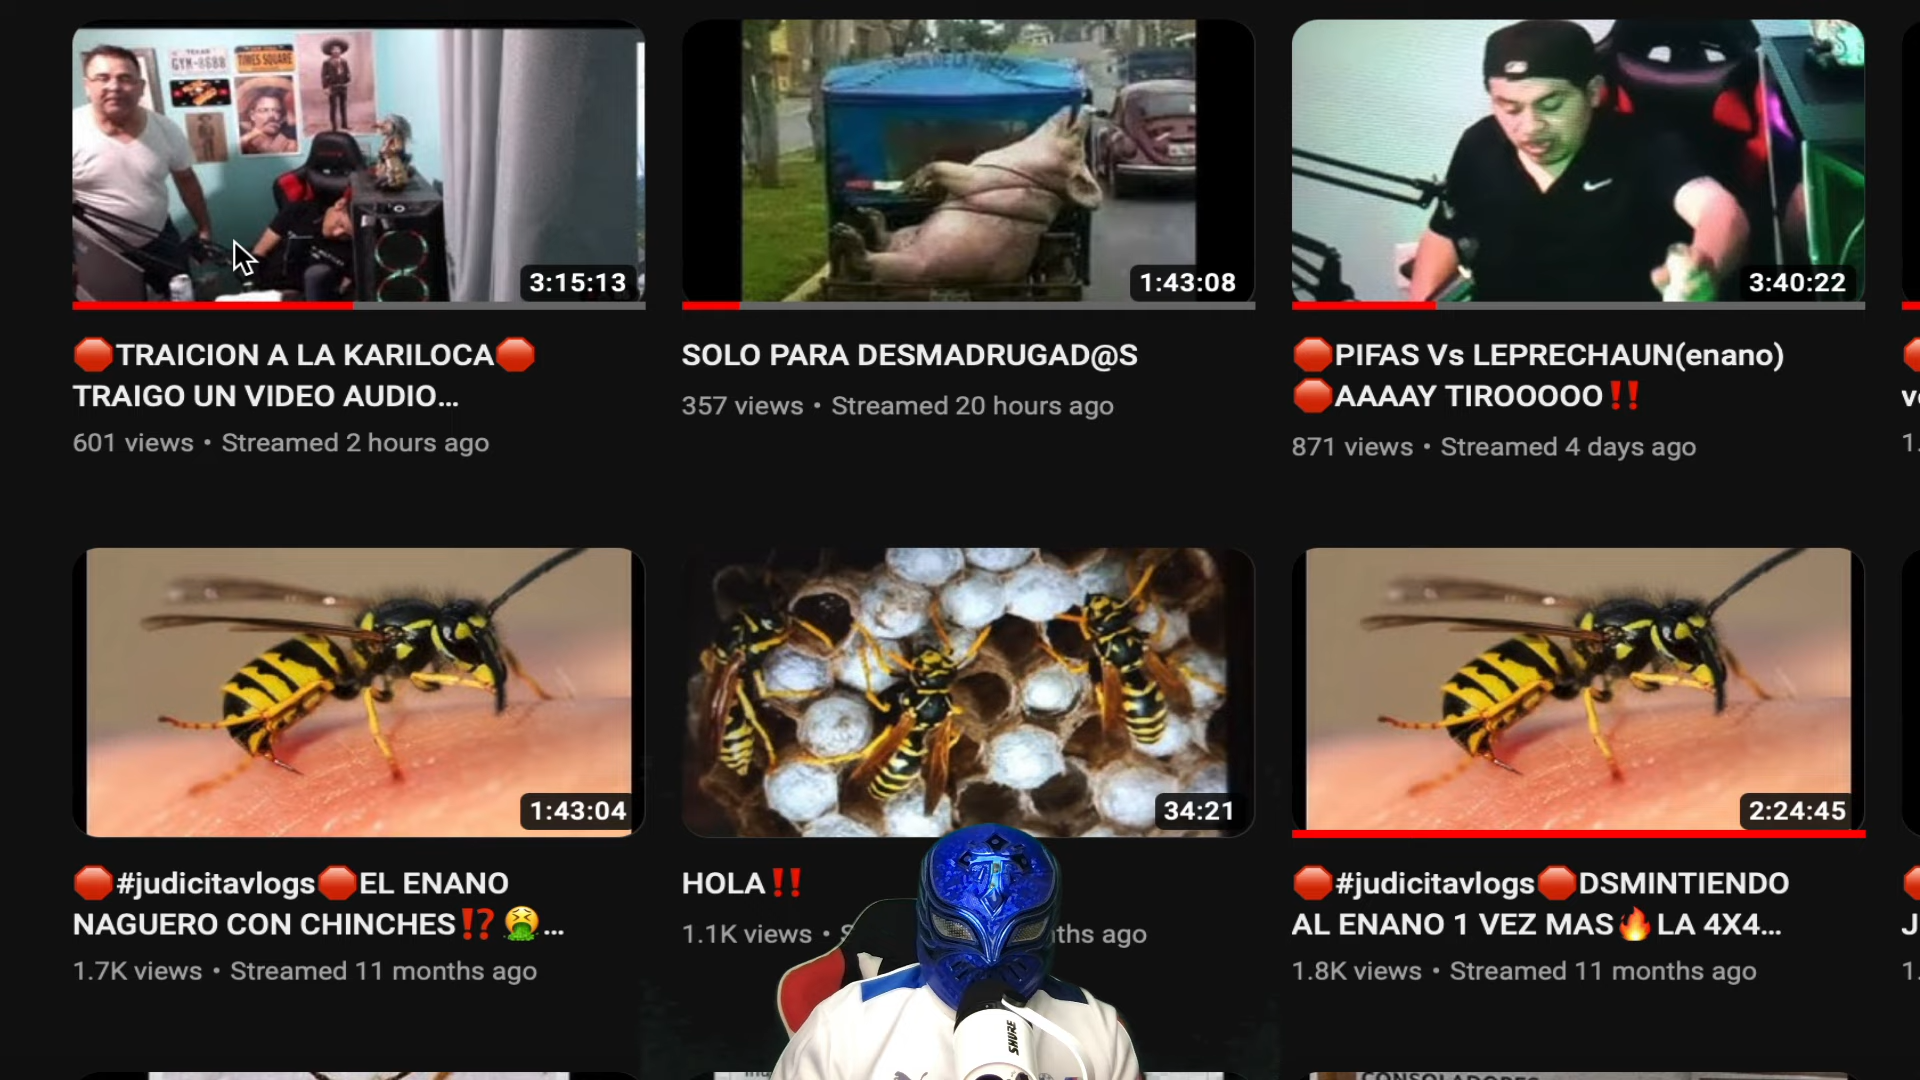 TEXAS
GYM-8688
TIMES SQUARE
3:15:13
1:43:08
3:40:22
🛑TRAICION A LA KARILOCA🛑
TRAIGO UN VIDEO AUDIO...
601 views • Streamed 2 hours ago
SOLO PARA DESMADRUGAD@S
357 views • Streamed 20 hours ago
🛑PIFAS Vs LEPRECHAUN(enano)
🛑AAAAY TIROOOOO‼️
871 views • Streamed 4 days ago
1:43:04
34:21
2:24:45
🛑#judicitavlogs🛑EL ENANO
NAGUERO CON CHINCHES⁉️🤮...
1.7K views • Streamed 11 months ago
HOLA‼️
1.1K views • S
ths ago
🛑#judicitavlogs🛑DSMINTIENDO
AL ENANO 1 VEZ MAS🔥LA 4X4...
1.8K views • Streamed 11 months ago
SHURE